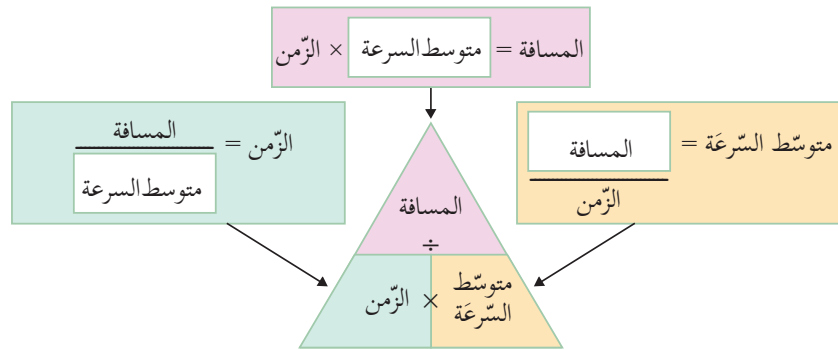 المسافة = متوسط السرعة × الزّمن
متوسّط السّرعَة = المسافة
الزّمن
الزّمن = المسافة
متوسط السرعة
المسافة
÷
متوسّط السّرعَة × الزّمن